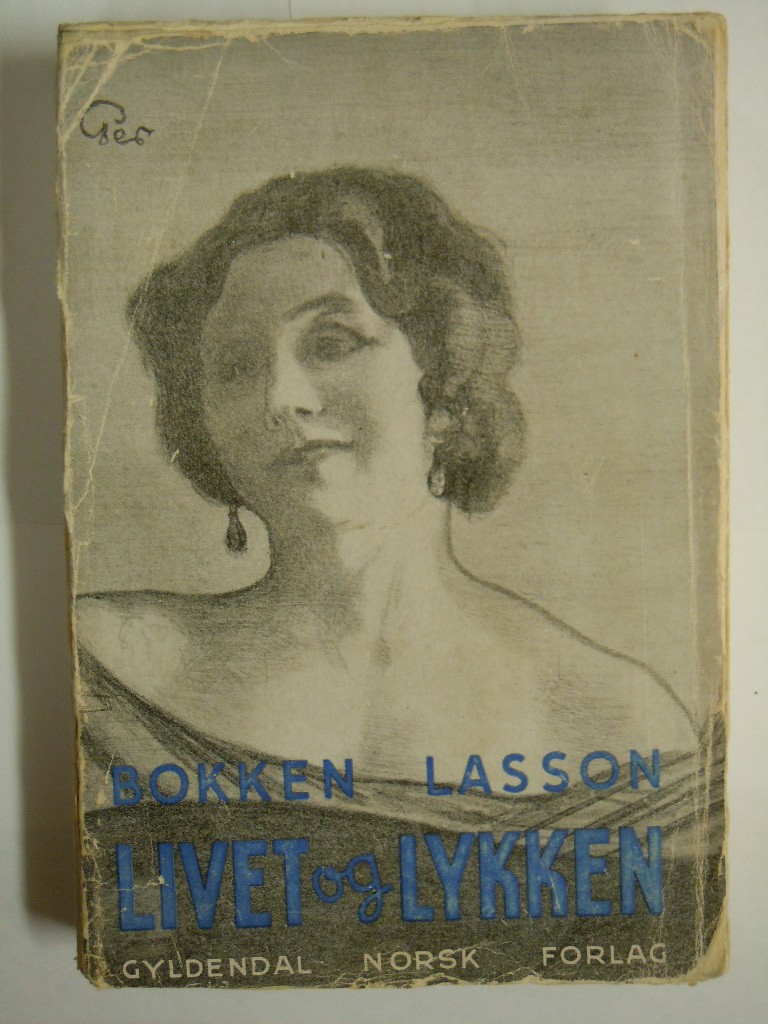 BOKKEN LASSON
LIVET og LYKKEN
GYLDENDAL NORSK FORLAG